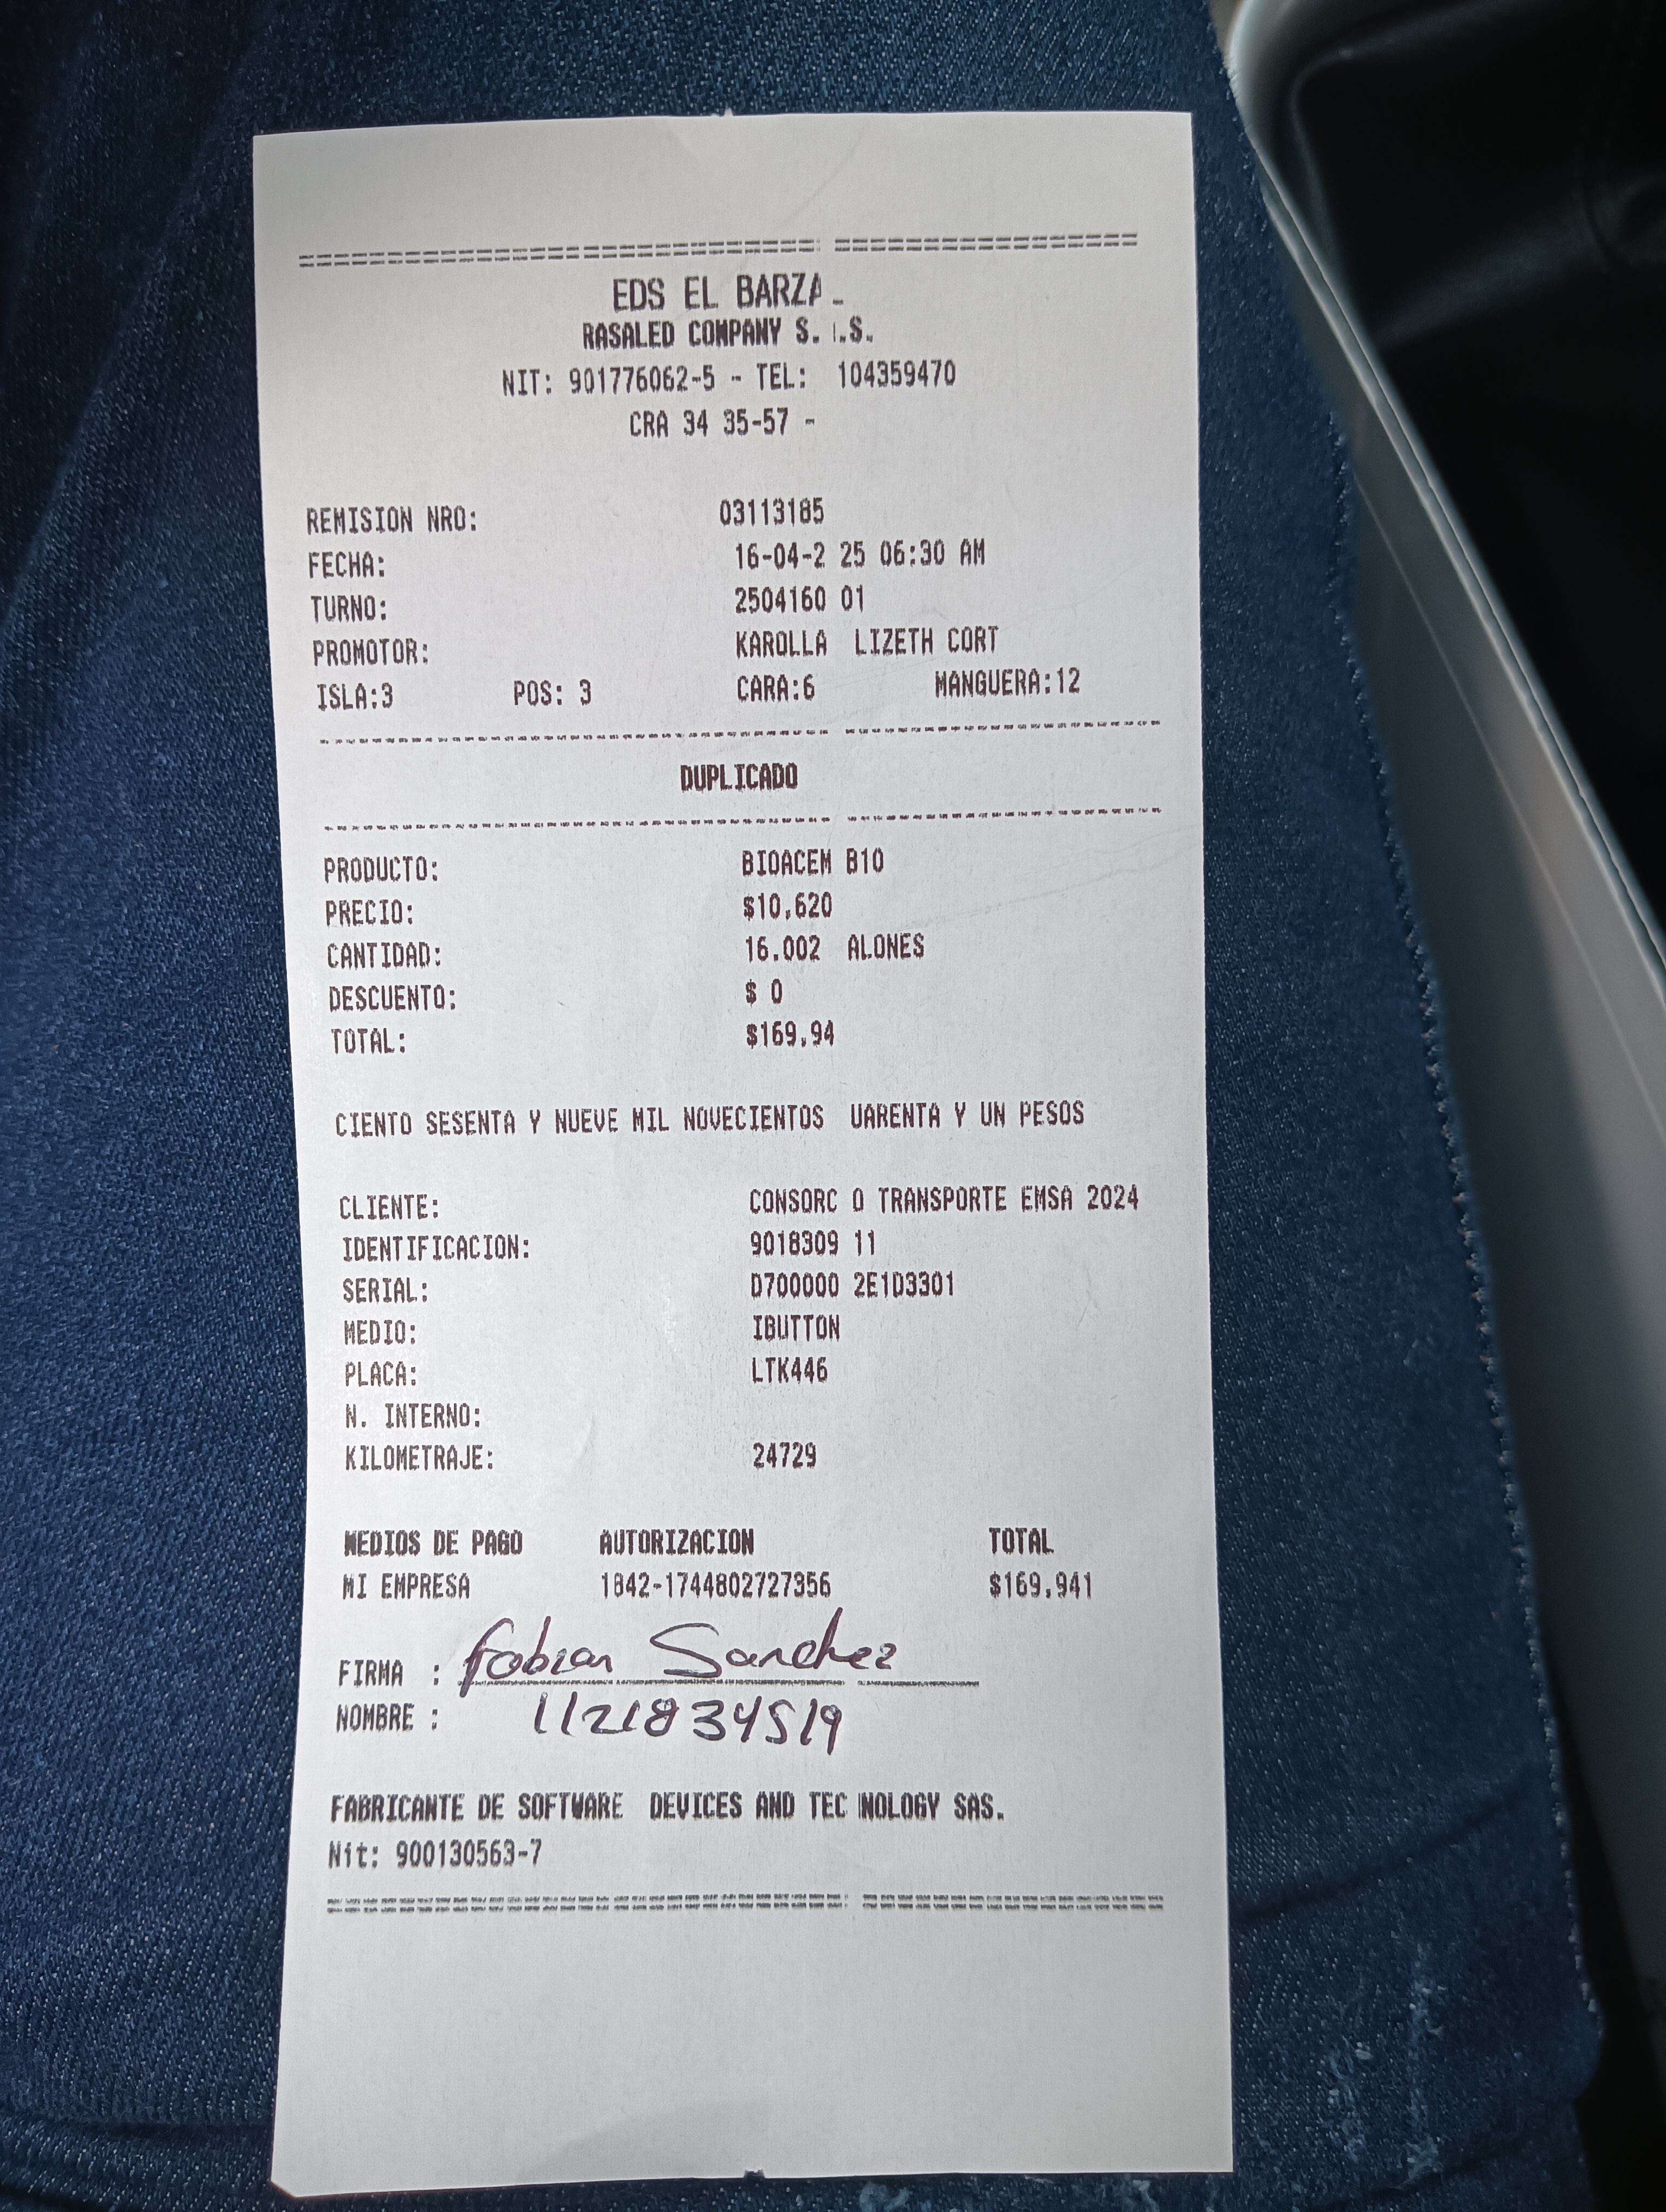 EDS EL BARZA
RASALED COMPANY S. .S.
NIT: 901776062-5 - TEL: 104359470
CRA 34 35-57 -
REMISION NRO: 03113185
FECHA: 16-04-2 25 06:30 AM
TURNO: 2504160 01
PROMOTOR: KAROLLA LIZETH CORT
ISLA:3 POS: 3 CARA:6 MANGUERA:12
DUPLICADO
PRODUCTO: BIOACEM B10
PRECIO: $10,620
CANTIDAD: 16.002 ALONES
DESCUENTO: $ 0
TOTAL: $169,94
CIENTO SESENTA Y NUEVE MIL NOVECIENTOS UARENTA Y UN PESOS
CLIENTE: CONSORC O TRANSPORTE EMSA 2024
IDENTIFICACION: 9018309 11
SERIAL: D700000 2E1D3301
MEDIO: IBUTTON
PLACA: LTK446
N. INTERNO:
KILOMETRAJE: 24729
MEDIOS DE PAGO AUTORIZACION TOTAL
MI EMPRESA 1842-1744802727356 $169,941
FIRMA : Fabian Sanchez
NOMBRE : 1121834519
FABRICANTE DE SOFTWARE DEVICES AND TEC NOLOGY SAS.
Nit: 900130563-7